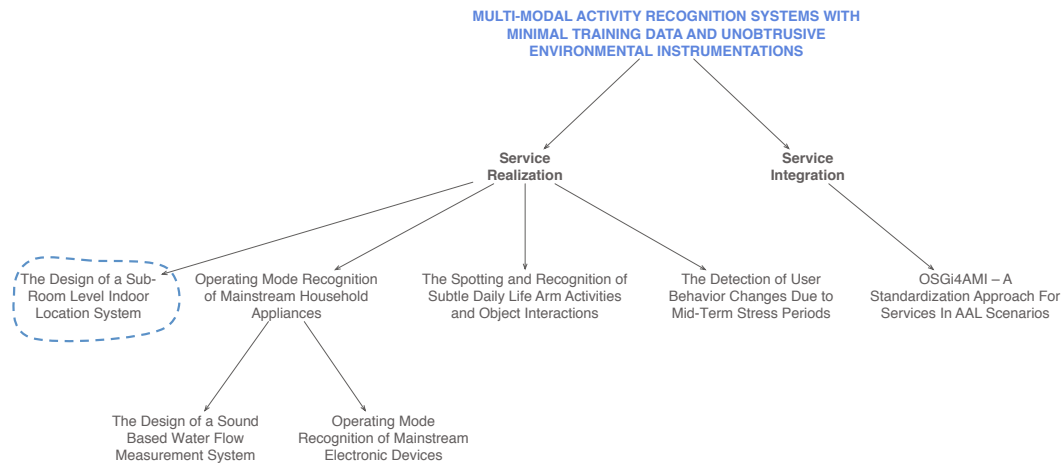 MULTI-MODAL ACTIVITY RECOGNITION SYSTEMS WITH
MINIMAL TRAINING DATA AND UNOBTRUSIVE
ENVIRONMENTAL INSTRUMENTATIONS
Service
Realization
Service
Integration
The Design of a Sub-
Room Level Indoor
Location System
Operating Mode Recognition
of Mainstream Household
Appliances
The Spotting and Recognition of
Subtle Daily Life Arm Activities
and Object Interactions
The Detection of User
Behavior Changes Due to
Mid-Term Stress Periods
OSGi4AMI – A
Standardization Approach For
Services In AAL Scenarios
The Design of a Sound
Based Water Flow
Measurement System
Operating Mode
Recognition of Mainstream
Electronic Devices